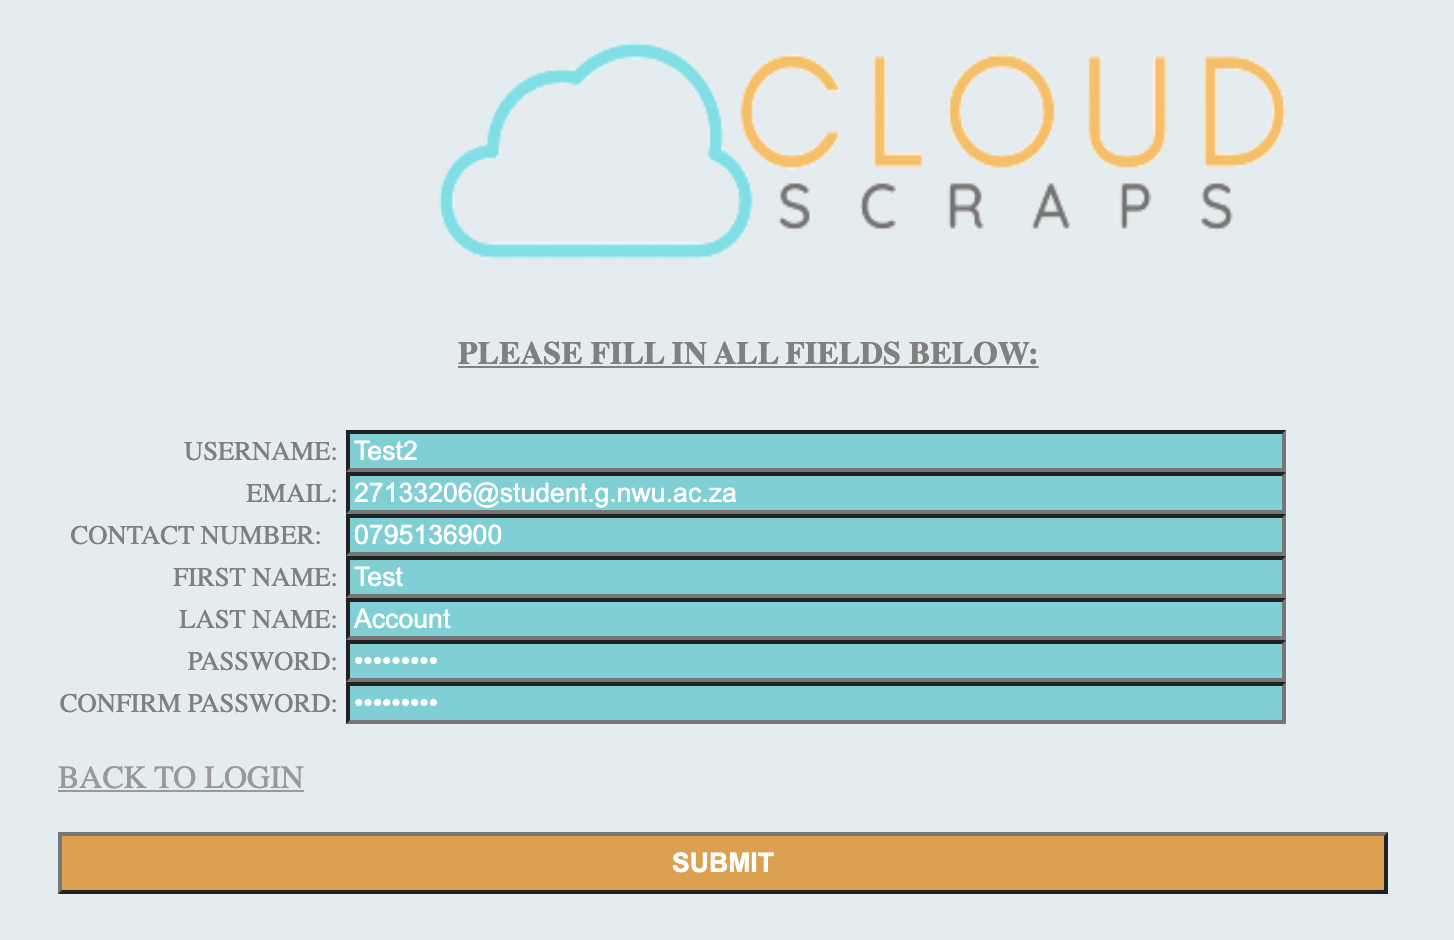 CLOUD
SCRAPS
PLEASE FILL IN ALL FIELDS BELOW:
USERNAME: Test2
EMAIL: 27133206@student.g.nwu.ac.za
CONTACT NUMBER: 0795136900
FIRST NAME: Test
LAST NAME: Account
PASSWORD: •••••••••
CONFIRM PASSWORD: •••••••••
BACK TO LOGIN
SUBMIT